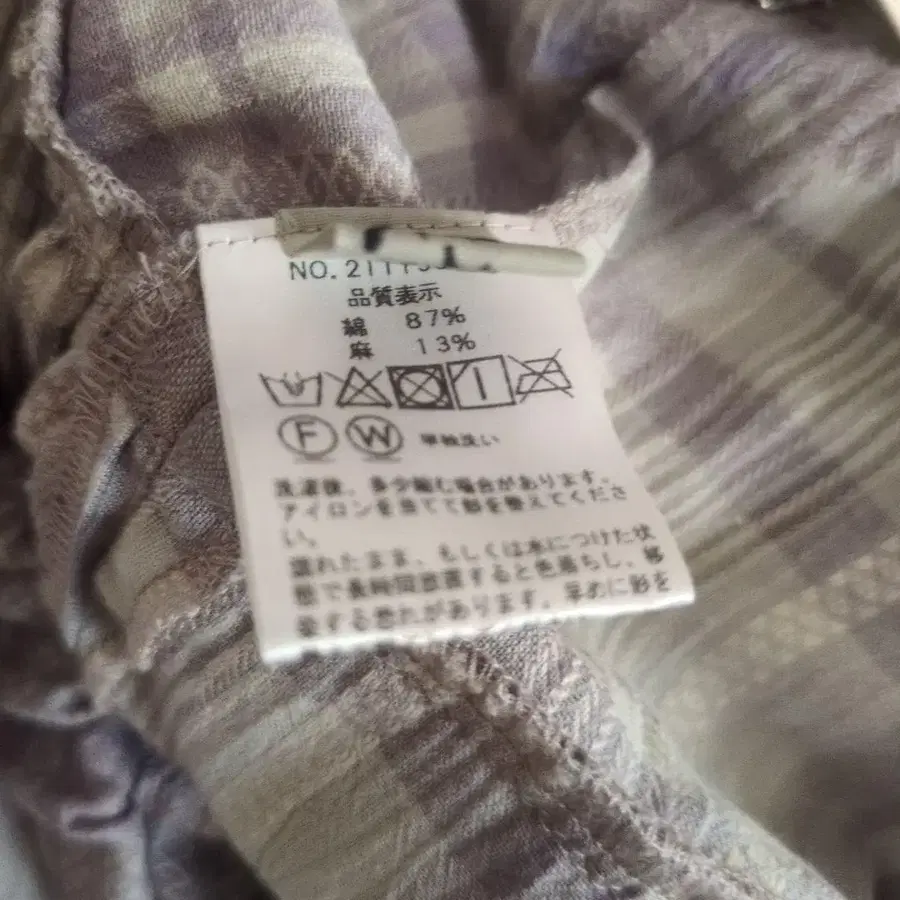 NO. 2111
品質表示
綿 87%
麻 13%
F W 単独洗い
洗濯後、多少縮む場合があります。
アイロンを当てて形を整えてくださ
い。
濡れたまま、もしくは水につけた状
態で長時間放置すると色落ちし、移
染する恐れがあります。早めに形を